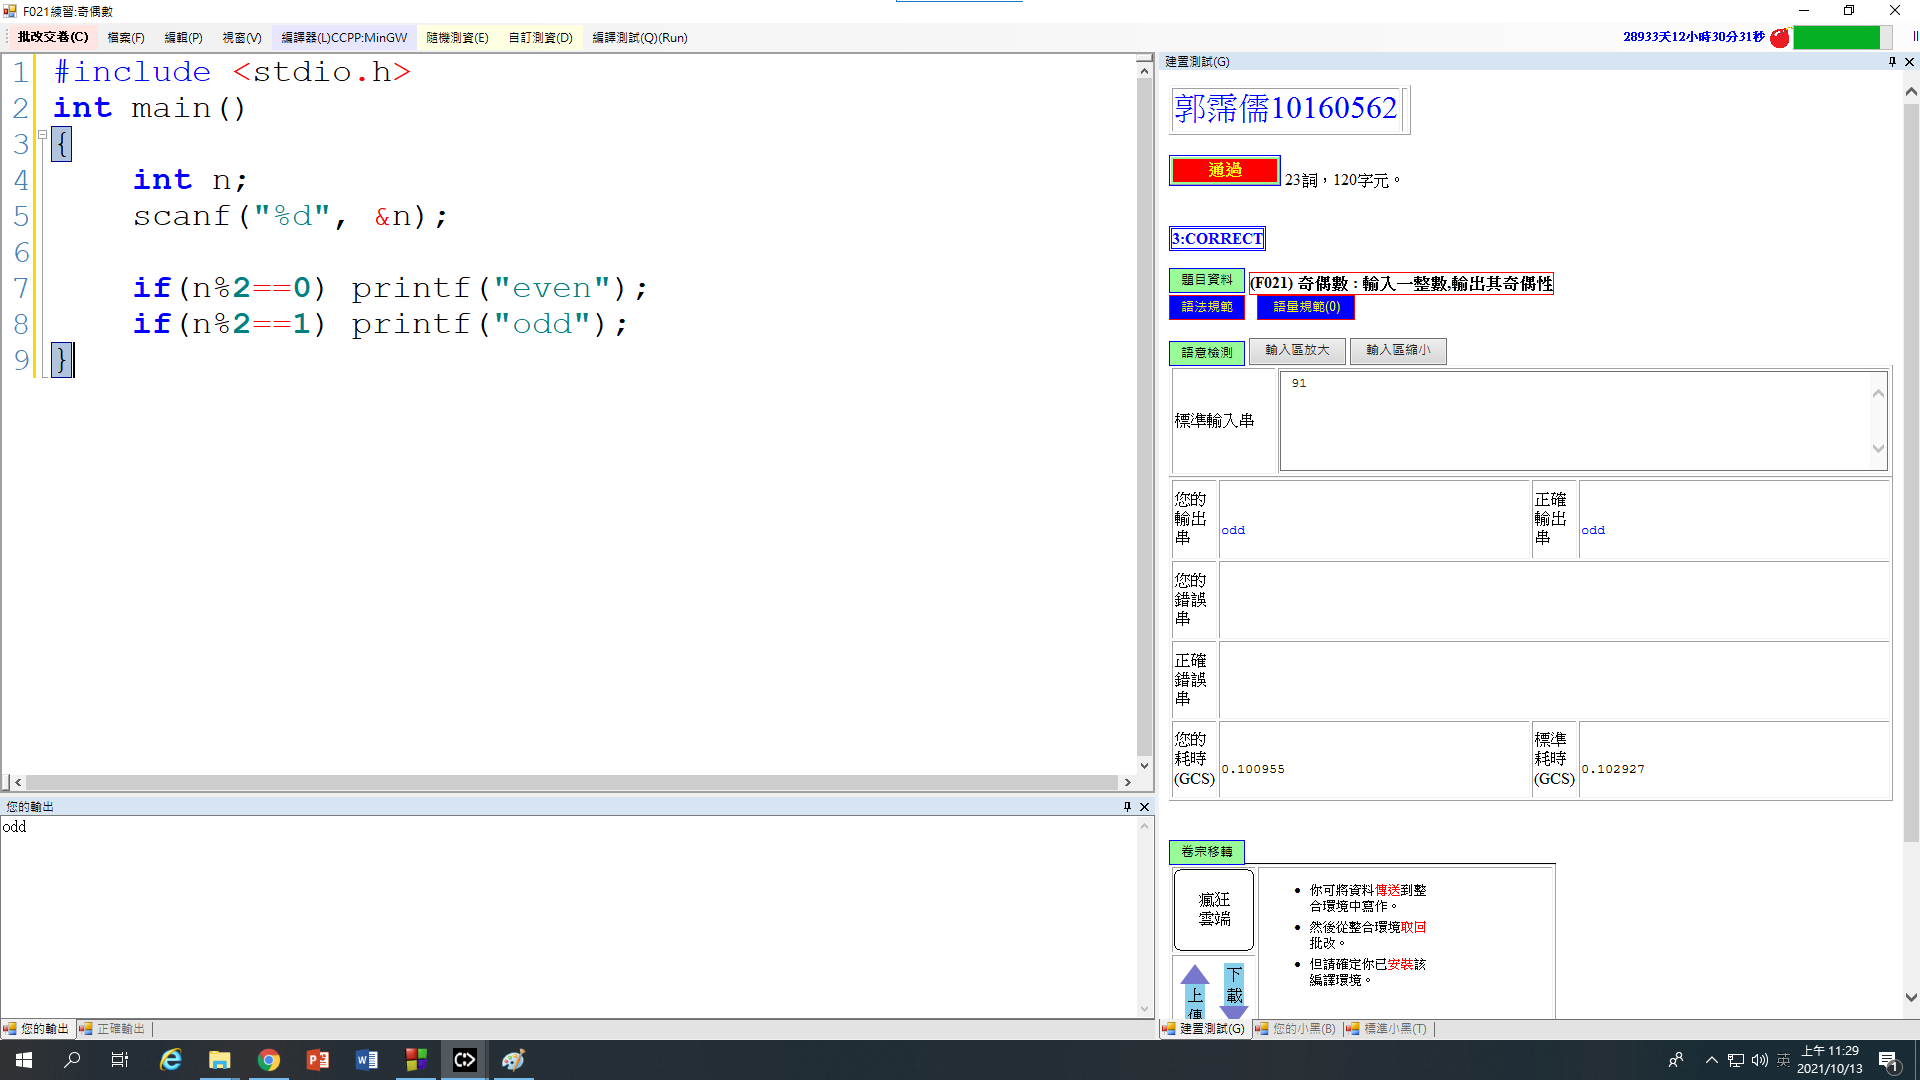 F021練習:奇偶數
批改交卷(C) 檔案(F) 編輯(P) 視窗(V) 編譯器(L)CCPP:MinGW 隨機測資(E) 自訂測資(D) 編譯測試(Q)(Run)
28933天12小時30分31秒
1 #include <stdio.h>
2 int main()
3 {
4 int n;
5 scanf("%d", &n);
6
7 if(n%2==0) printf("even");
8 if(n%2==1) printf("odd");
9 }
您的輸出
odd
您的輸出 正確輸出
建置測試(G)
郭霈儒10160562
通過 23詞，120字元。
3:CORRECT
題目資料 (F021) 奇偶數：輸入一整數,輸出其奇偶性
語法規範 語量規範(0)
語意檢測 輸入區放大 輸入區縮小
標準輸入串 91
您的輸出串 odd 正確輸出串 odd
您的錯誤串
正確錯誤串
您的耗時(GCS) 0.100955 標準耗時(GCS) 0.102927
卷宗移轉
瘋狂
雲端
上傳 下載
你可將資料傳送到整
合環境中寫作。
然後從整合環境取回
批改。
但請確定你已安裝該
編譯環境。
建置測試(G) 您的小黑(B) 標準小黑(T)
英
上午 11:29
2021/10/13
1